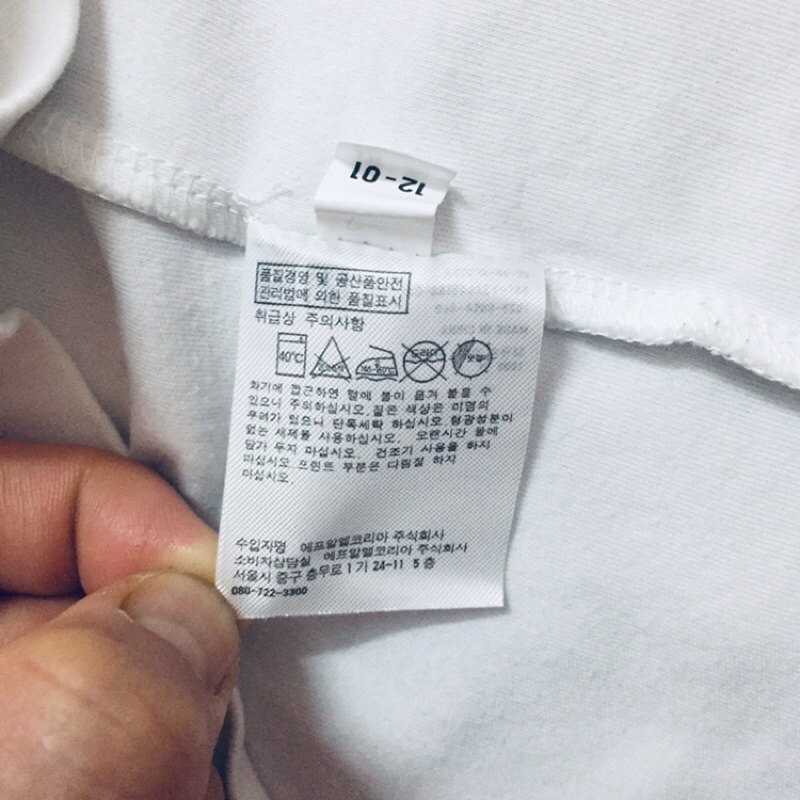 12-01
품질경영 및 공산품안전
관리법에 의한 품질표시
취급상 주의사항
40℃ 드라이
화기에 접근하면 털에 불이 옮겨 붙을 수
있으니 주의하십시오.짙은 색상은 이염의
우려가 있으니 단독세탁 하십시오 형광성분이
없는 세제를 사용하십시오. 오랜시간 물에
담가 두지 마십시오. 건조기 사용을 하지
마십시오 프린트 부분은 다림질 하지
마십시오
수입자명 에프알엘코리아 주식회사
소비자상담실 에프알엘코리아 주식회사
서울시 중구 충무로 1 가 24-11 5 층
080-722-3300